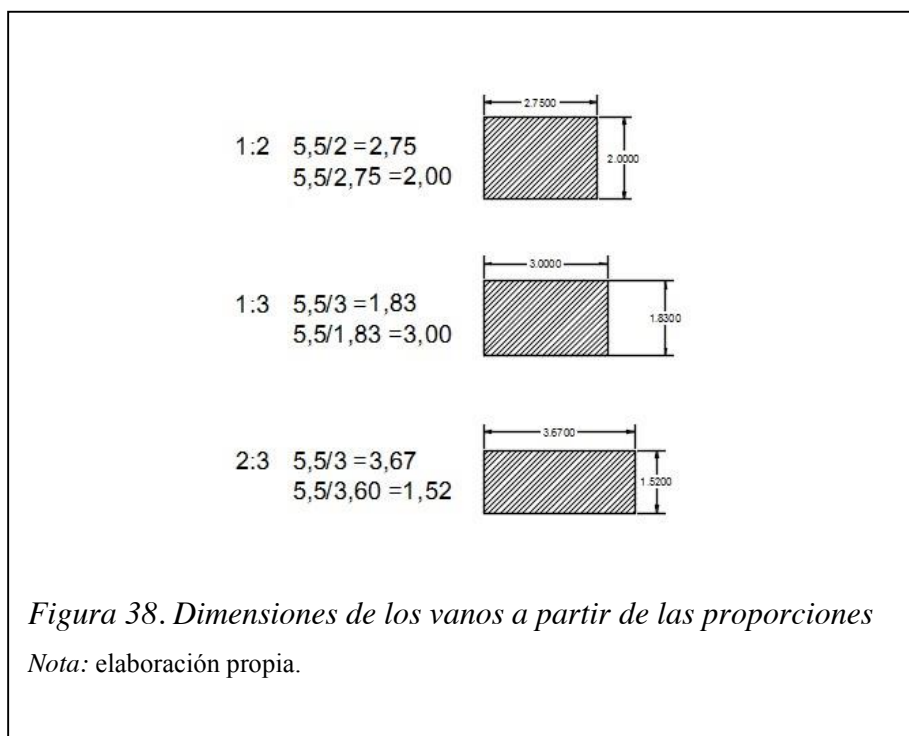 2.7500
1:2 5,5/2 =2,75
5,5/2,75 =2,00
2.0000
3.0000
1:3 5,5/3 =1,83
5,5/1,83 =3,00
1.8300
3.6700
2:3 5,5/3 =3,67
5,5/3,60 =1,52
1.5200
Figura 38. Dimensiones de los vanos a partir de las proporciones
Nota: elaboración propia.